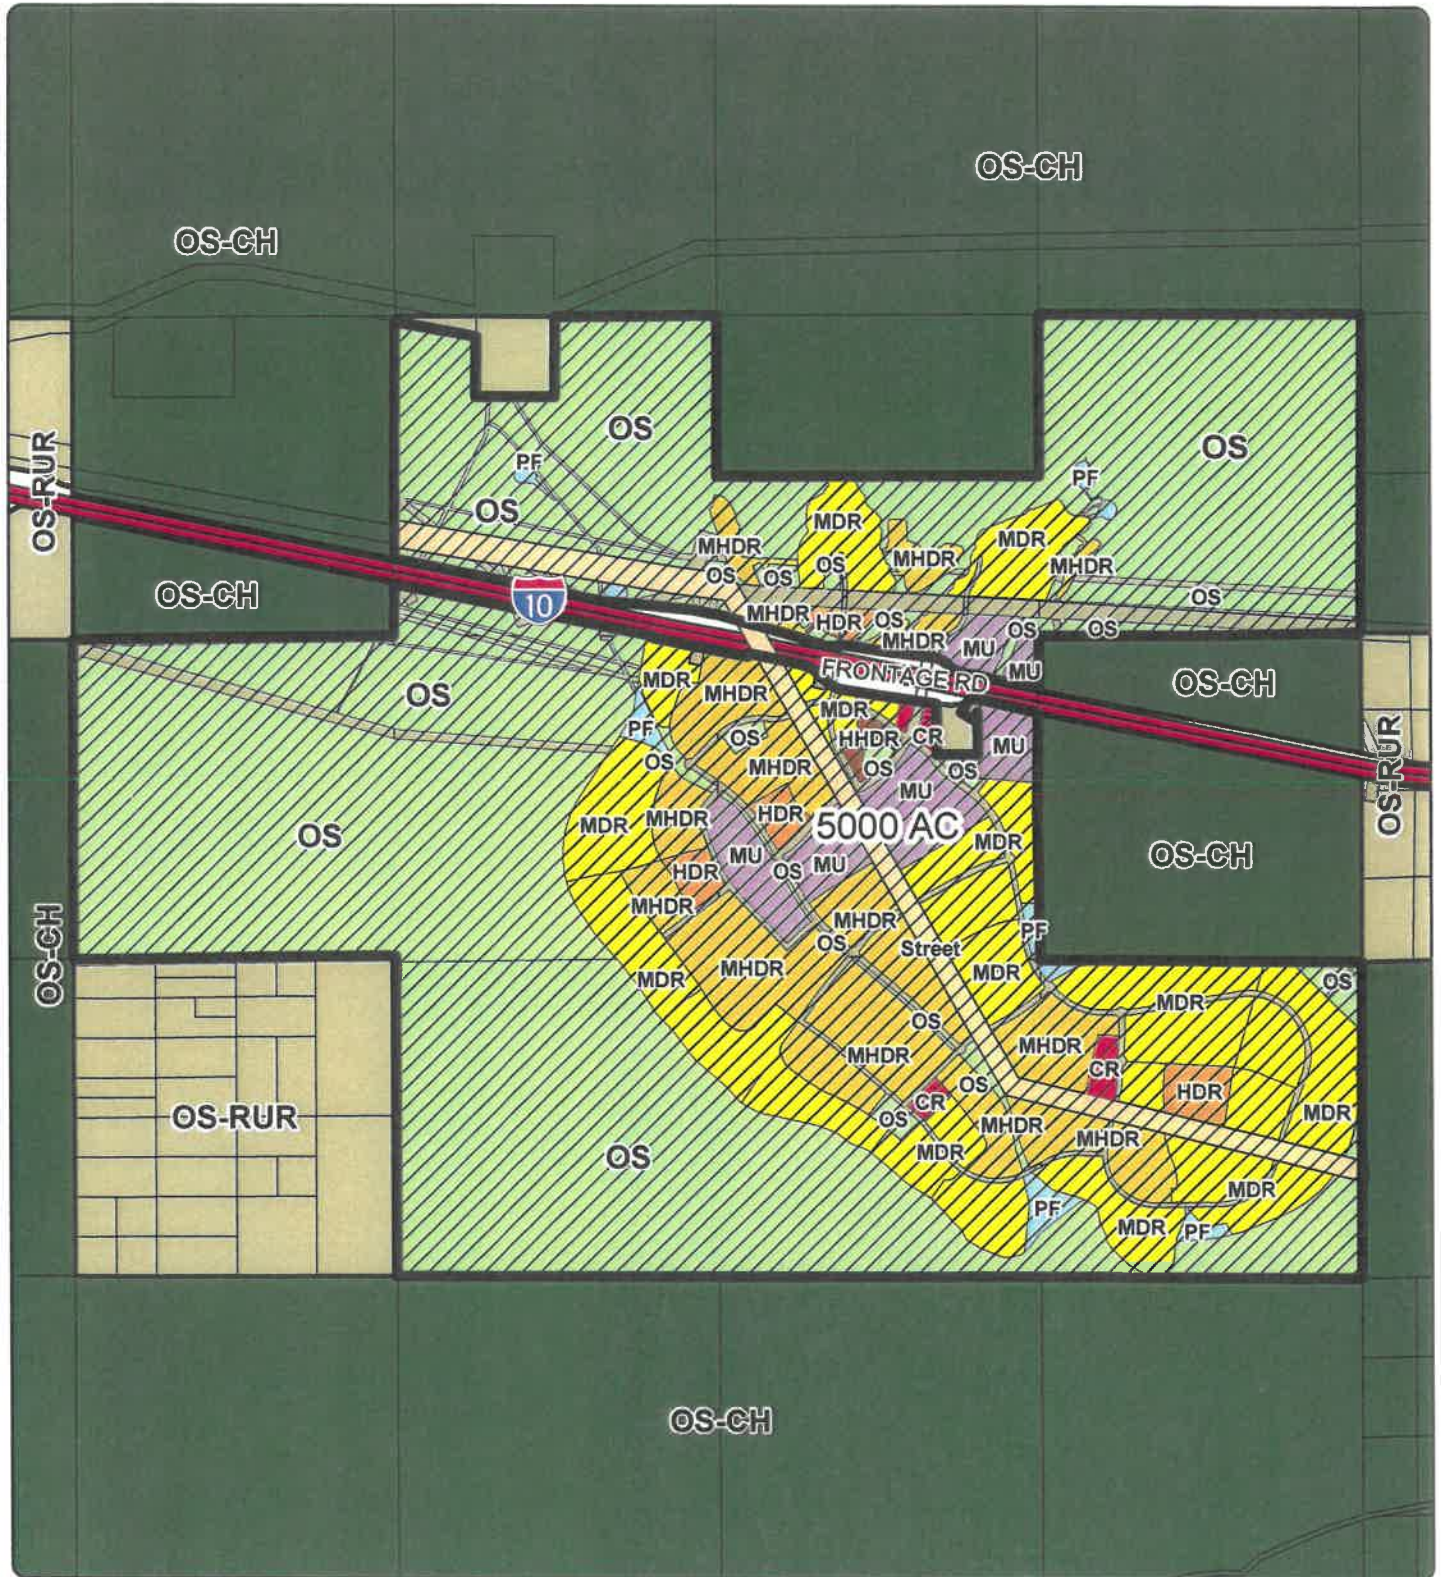 OS-CH
OS-CH
OS
OS
PF
PF
OS-RUR
OS
MDR
MDR
MHDR
MHDR
MHDR
OS
OS
OS
OS-CH
10
OS
MHDR
HDR
OS
OS
OS
MHDR
MU
MU
FRONTAGE RD
OS-CH
MDR
MHDR
OS
MDR
PF
OS
HHDR
CR
MU
OS-RUR
OS
MHDR
OS
OS
MU
OS
MDR
MHDR
HDR
5000 AC
MDR
OS-CH
MU
OS
MU
HDR
MHDR
MHDR
OS
Street
PF
OS-CH
MDR
MHDR
MDR
OS
MDR
OS
MHDR
MHDR
CR
OS
HDR
OS-RUR
CR
OS
MHDR
MHDR
MDR
OS
MDR
MDR
PF
MDR
PF
OS-CH